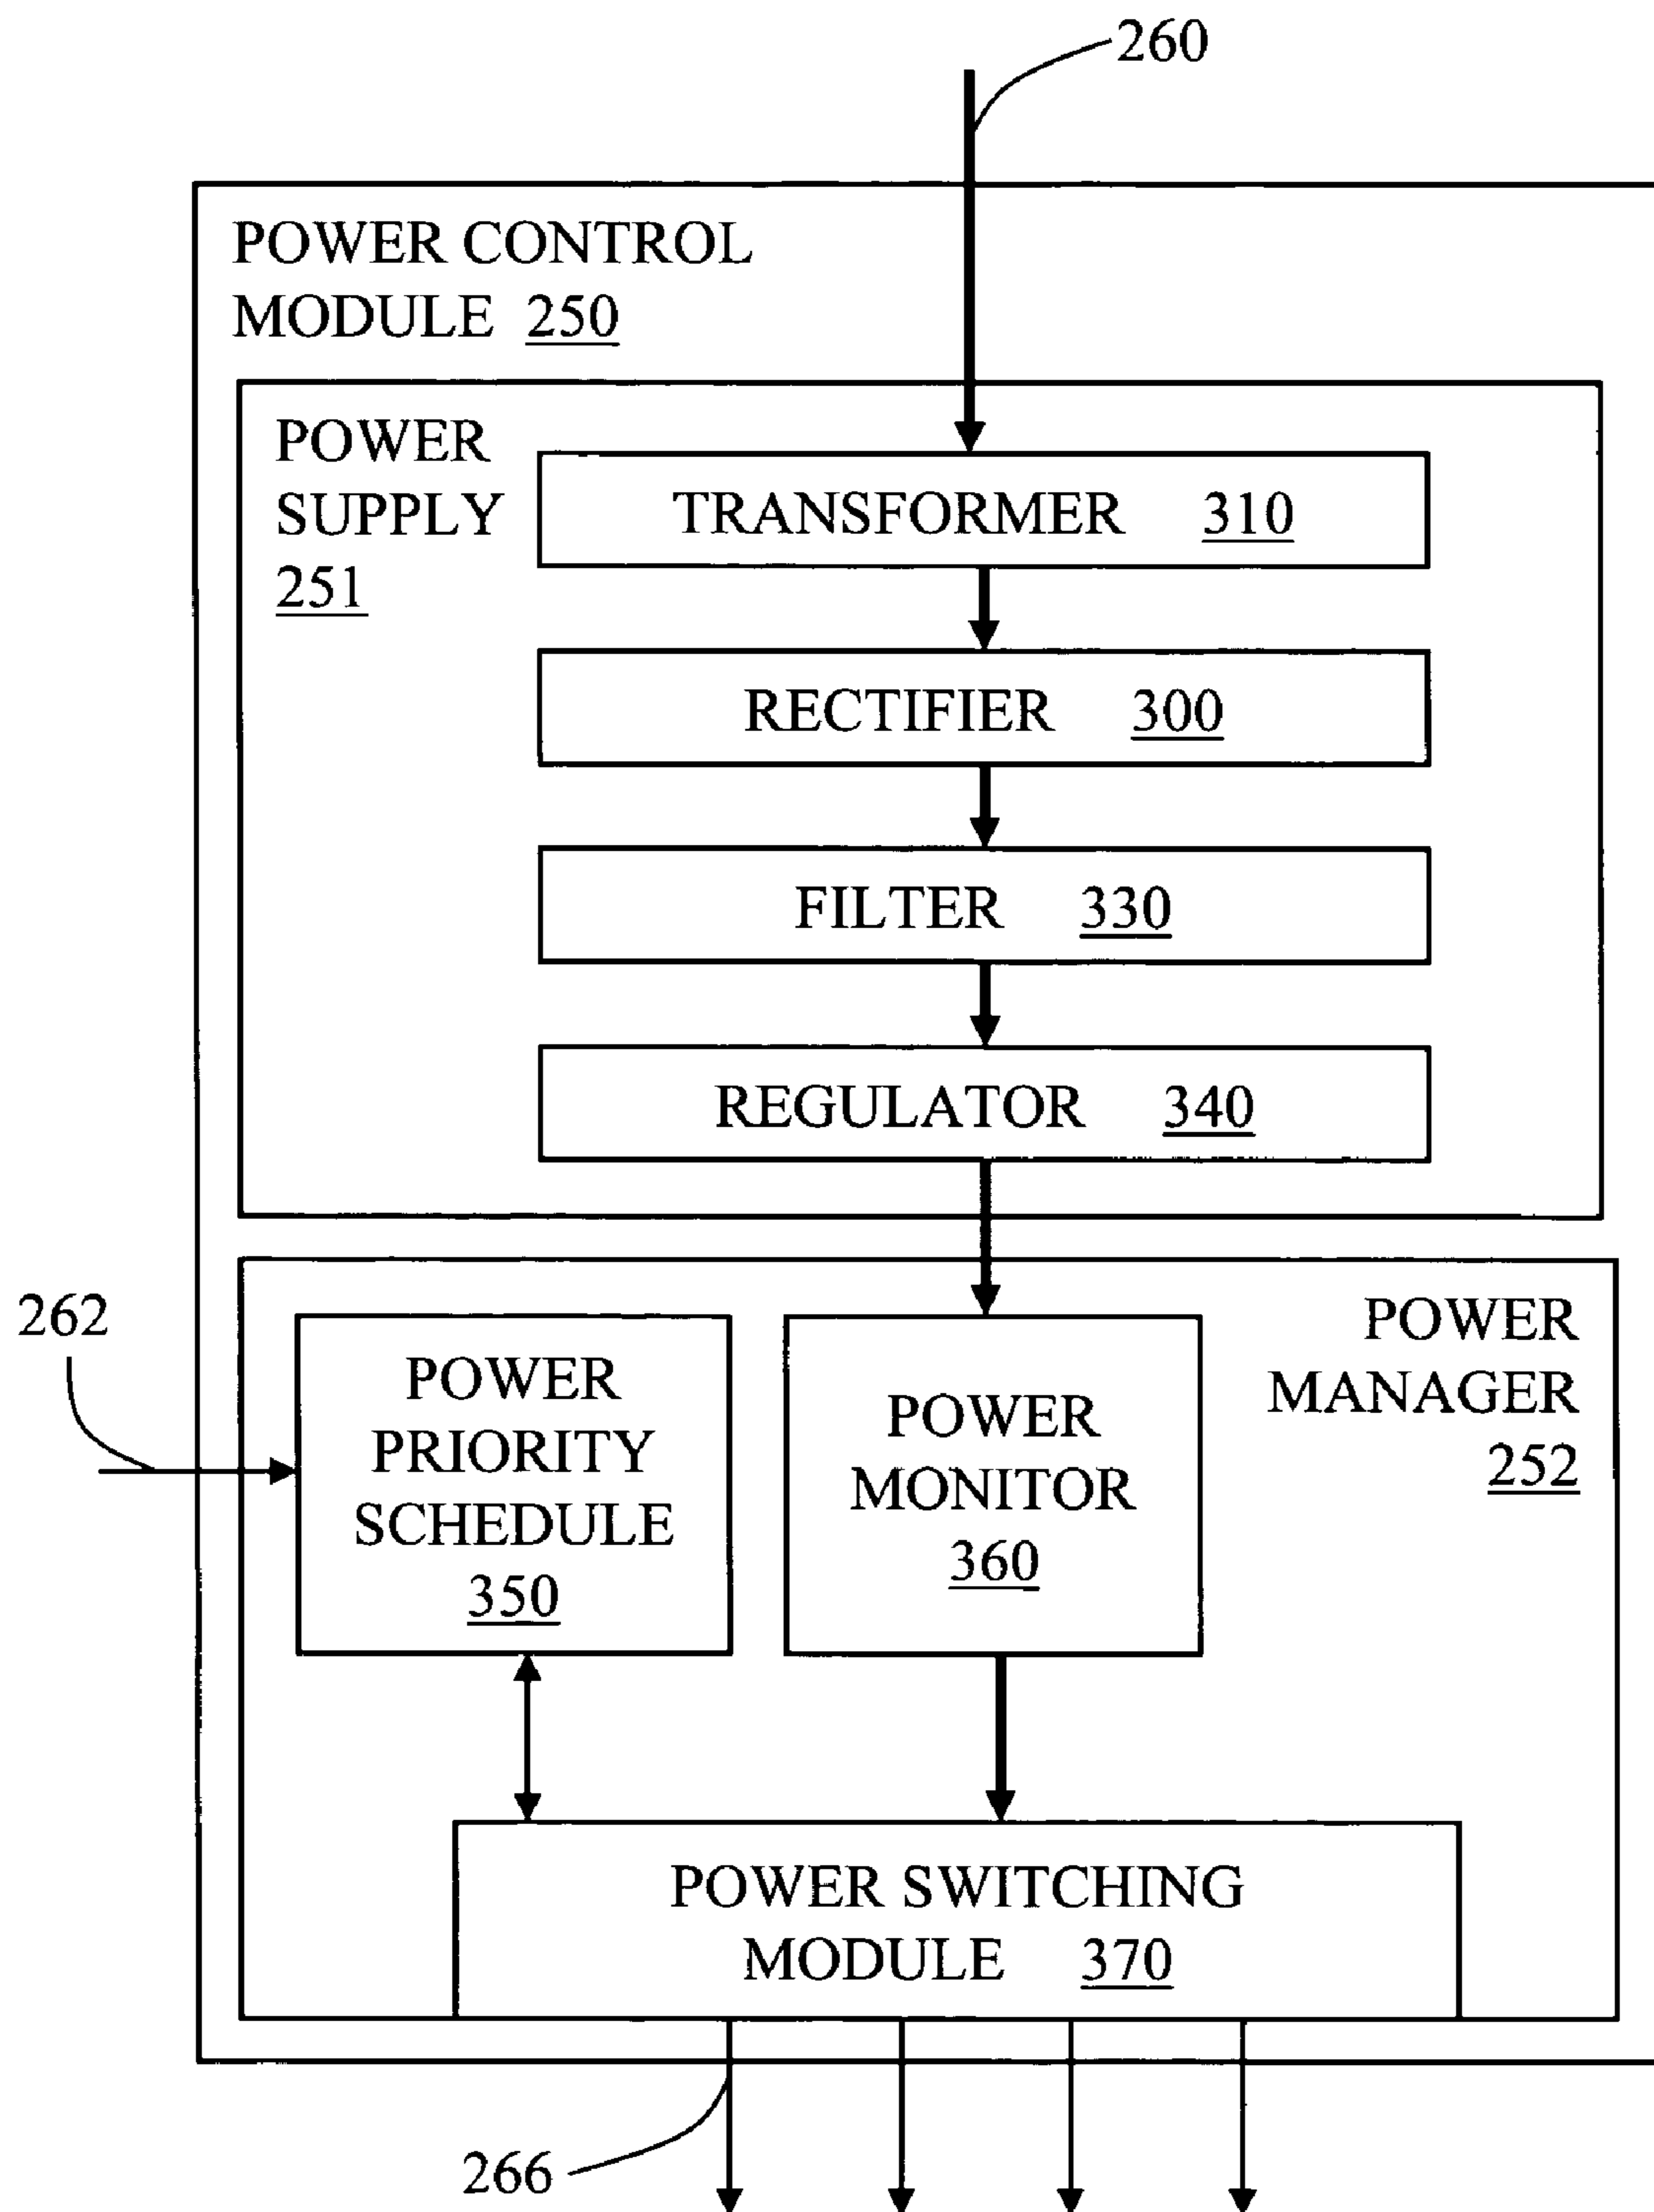 260
POWER CONTROL
MODULE 250
POWER
SUPPLY
251
TRANSFORMER 310
RECTIFIER 300
FILTER 330
REGULATOR 340
262
POWER
PRIORITY
SCHEDULE
350
POWER
MONITOR
360
POWER
MANAGER
252
POWER SWITCHING
MODULE 370
266